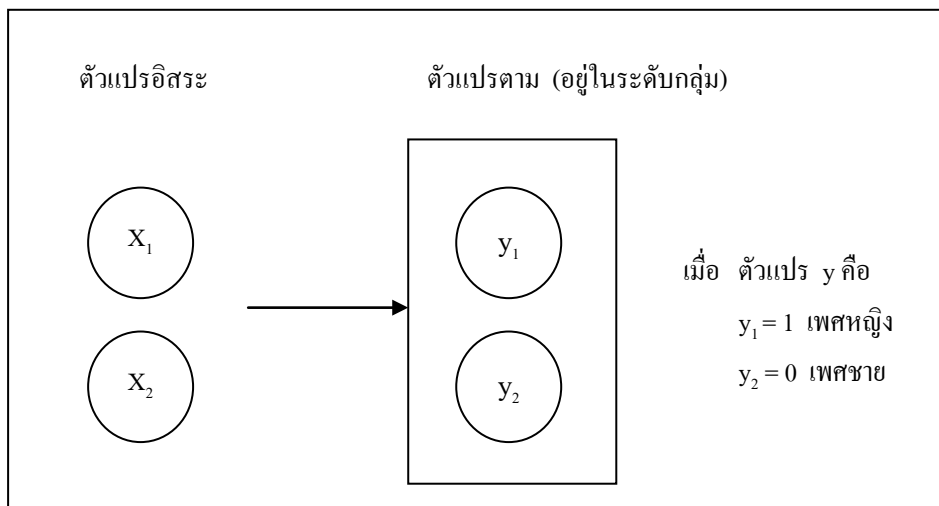 ตัวแปรอิสระ
ตัวแปรตาม (อยู่ในระดับกลุ่ม)
X₁
y₁
X₂
y₂
เมื่อ ตัวแปร y คือ
y₁ = 1 เพศหญิง
y₂ = 0 เพศชาย